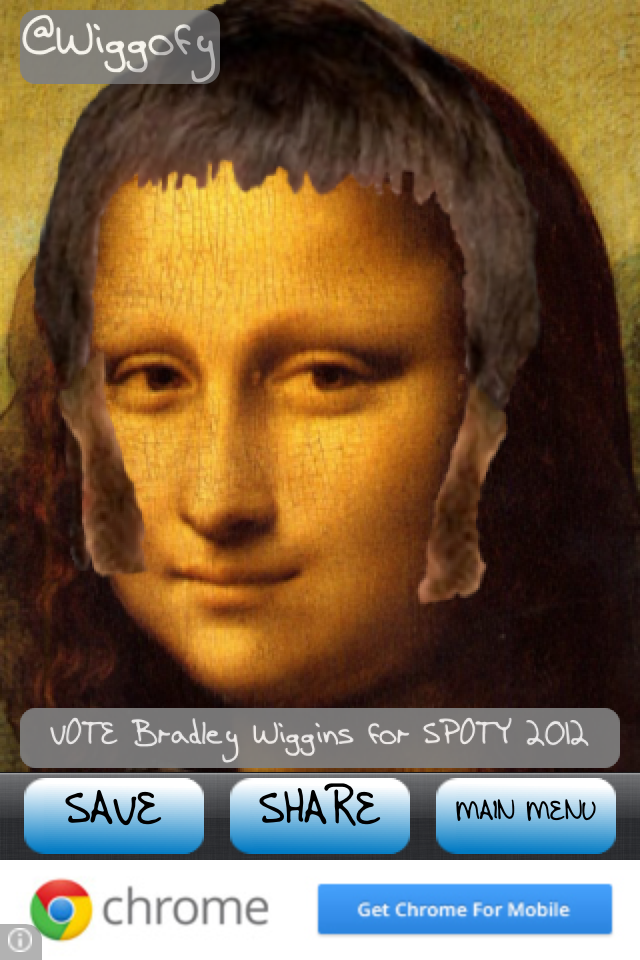 @Wiggofy
VOTE Bradley Wiggins for SPOTY 2012
SAVE
SHARE
MAIN MENU
chrome
Get Chrome For Mobile